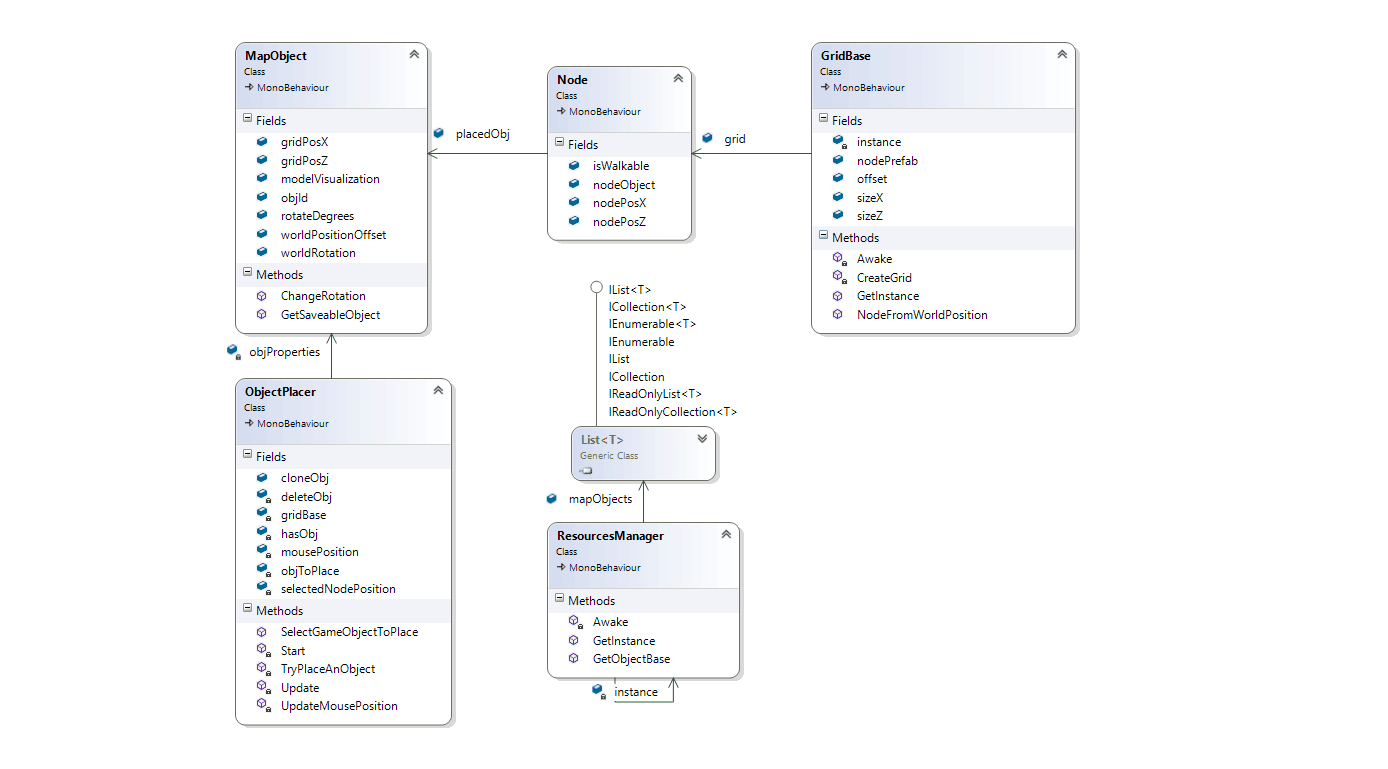 MapObject
Class
MonoBehaviour
Fields
gridPosX
gridPosZ
modelVisualization
objId
rotateDegrees
worldPositionOffset
worldRotation
Methods
ChangeRotation
GetSaveableObject
placedObj
Node
Class
MonoBehaviour
Fields
isWalkable
nodeObject
nodePosX
nodePosZ
grid
GridBase
Class
MonoBehaviour
Fields
instance
nodePrefab
offset
sizeX
sizeZ
Methods
Awake
CreateGrid
GetInstance
NodeFromWorldPosition
objProperties
ObjectPlacer
Class
MonoBehaviour
Fields
cloneObj
deleteObj
gridBase
hasObj
mousePosition
objToPlace
selectedNodePosition
Methods
SelectGameObjectToPlace
Start
TryPlaceAnObject
Update
UpdateMousePosition
IList<T>
ICollection<T>
IEnumerable<T>
IEnumerable
IList
ICollection
IReadOnlyList<T>
IReadOnlyCollection<T>
List<T>
Generic Class
mapObjects
ResourcesManager
Class
MonoBehaviour
Methods
Awake
GetInstance
GetObjectBase
instance